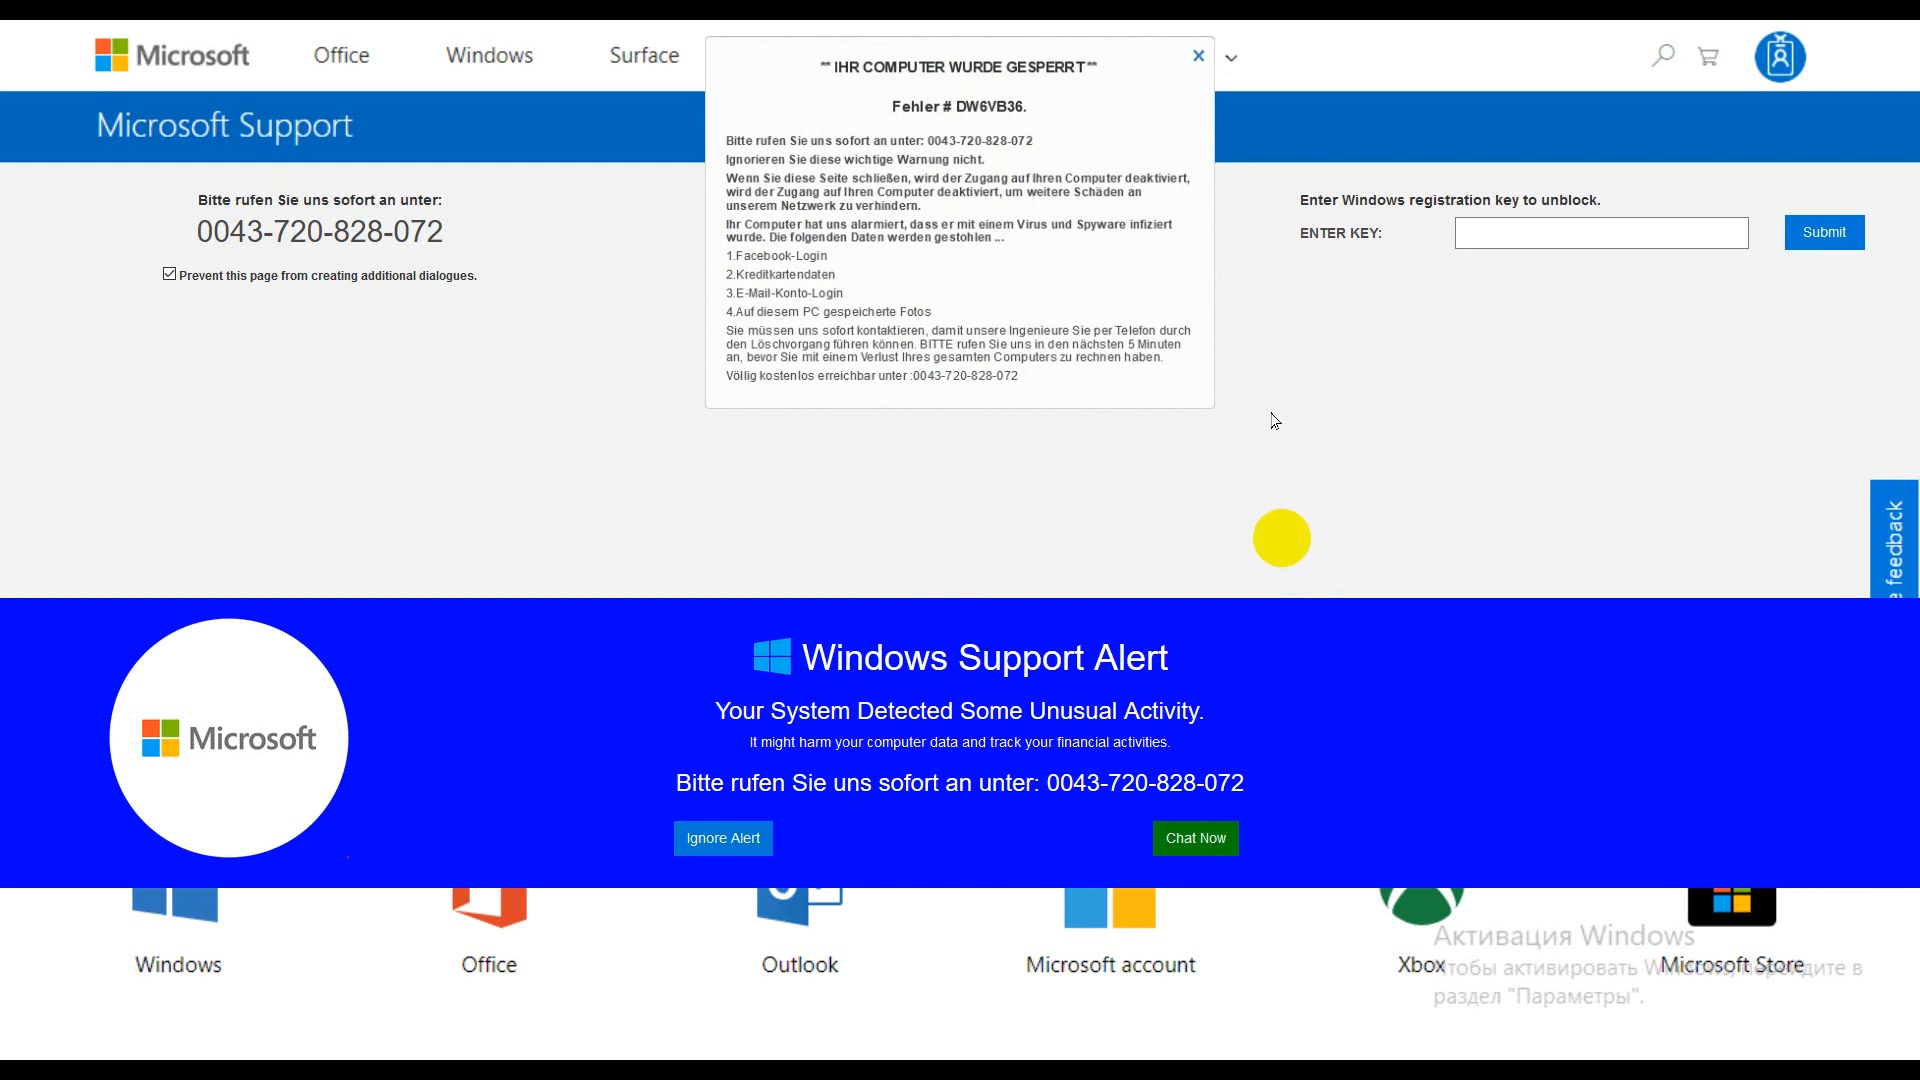 Microsoft
Office
Windows
Surface
Microsoft Support
** IHR COMPUTER WURDE GESPERRT**
Fehler # DW6VB36.
Bitte rufen Sie uns sofort an unter: 0043-720-828-072
Ignorieren Sie diese wichtige Warnung nicht.
Wenn Sie diese Seite schließen, wird der Zugang auf Ihren Computer deaktiviert,
wird der Zugang auf Ihren Computer deaktiviert, um weitere Schäden an
unserem Netzwerk zu verhindern.
Ihr Computer hat uns alarmiert, dass er mit einem Virus und Spyware infiziert
wurde. Die folgenden Daten werden gestohlen ...
1.Facebook-Login
2.Kreditkartendaten
3.E-Mail-Konto-Login
4.Auf diesem PC gespeicherte Fotos
Sie müssen uns sofort kontaktieren, damit unsere Ingenieure Sie per Telefon durch
den Löschvorgang führen können. BITTE rufen Sie uns in den nächsten 5 Minuten
an, bevor Sie mit einem Verlust Ihres gesamten Computers zu rechnen haben.
Völlig kostenlos erreichbar unter :0043-720-828-072
Bitte rufen Sie uns sofort an unter:
0043-720-828-072
Prevent this page from creating additional dialogues.
Enter Windows registration key to unblock.
ENTER KEY:
Submit
feedback
Microsoft
Windows Support Alert
Your System Detected Some Unusual Activity.
It might harm your computer data and track your financial activities.
Bitte rufen Sie uns sofort an unter: 0043-720-828-072
Ignore Alert
Chat Now
Windows
Office
Outlook
Microsoft account
Xbox
Microsoft Store
Активация Windows
Чтобы активировать Windows, перейдите в
раздел "Параметры".